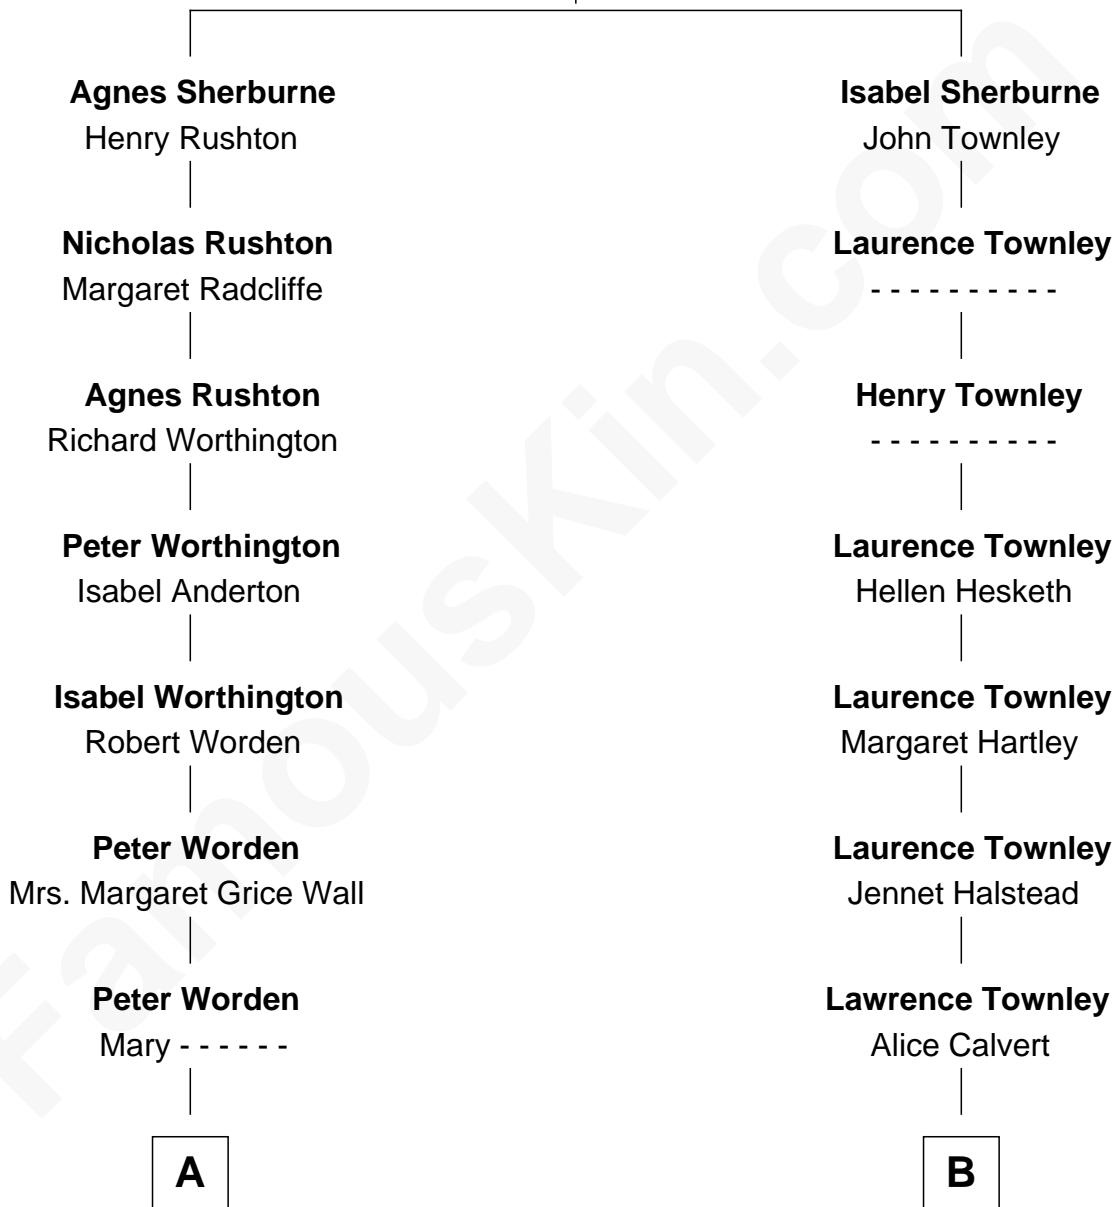 Agnes Sherburne
Henry Rushton
Nicholas Rushton
Margaret Radcliffe
Agnes Rushton
Richard Worthington
Peter Worthington
Isabel Anderton
Isabel Worthington
Robert Worden
Peter Worden
Mrs. Margaret Grice Wall
Peter Worden
Mary - - - - - -
A
Isabel Sherburne
John Townley
Laurence Townley
- - - - - - - - - -
Henry Townley
- - - - - - - - - -
Laurence Townley
Hellen Hesketh
Laurence Townley
Margaret Hartley
Laurence Townley
Jennet Halstead
Lawrence Townley
Alice Calvert
B
FamousKin.com